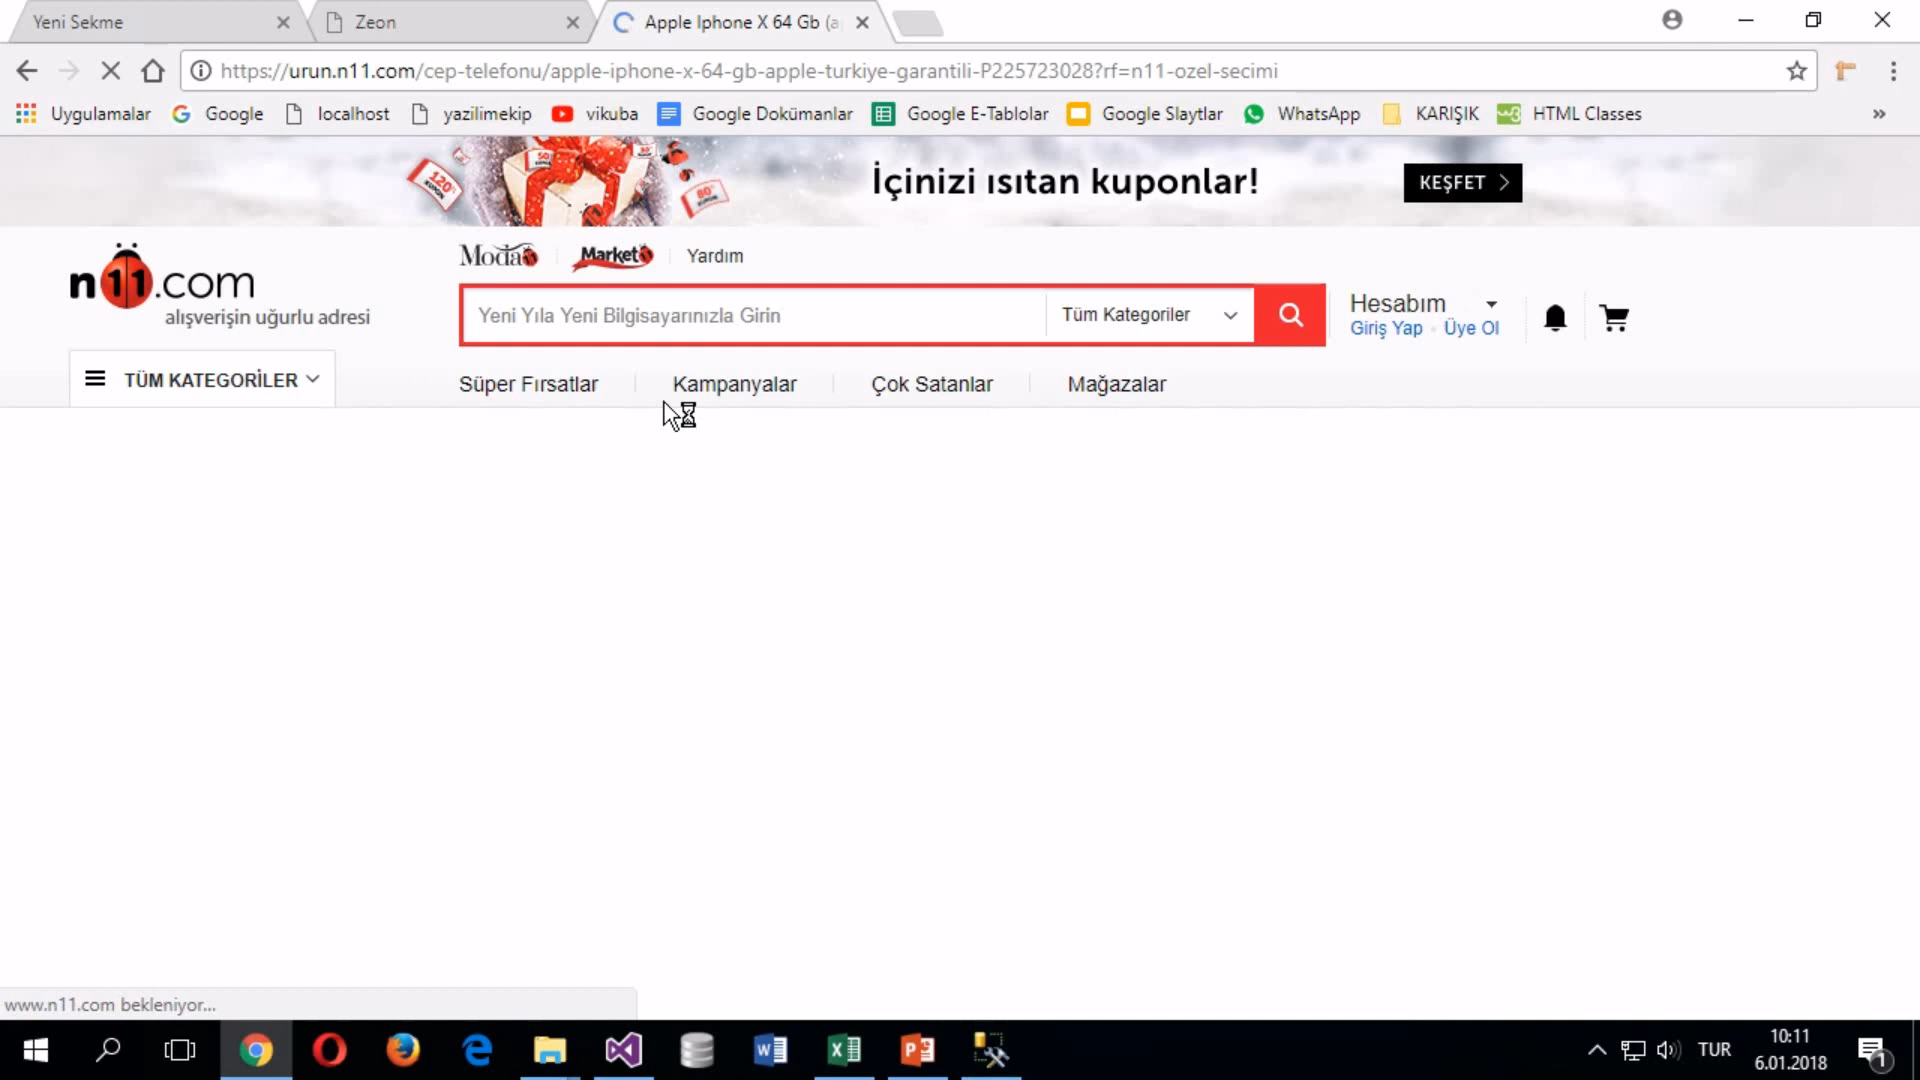 Yeni Sekme
Zeon
Apple Iphone X 64 Gb (a
https://urun.n11.com/cep-telefonu/apple-iphone-x-64-gb-apple-turkiye-garantili-P225723028?rf=n11-ozel-secimi
Uygulamalar Google localhost yazilimekip vikuba Google Dokümanlar Google E-Tablolar Google Slaytlar WhatsApp KARIŞIK HTML Classes »
120
50
80
İçinizi ısıtan kuponlar!
KEŞFET
Moda Market Yardım
n11.com
alışverişin uğurlu adresi
Yeni Yıla Yeni Bilgisayarınızla Girin
Tüm Kategoriler
Hesabım
Giriş Yap Üye Ol
TÜM KATEGORİLER
Süper Fırsatlar Kampanyalar Çok Satanlar Mağazalar
www.n11.com bekleniyor...
TUR
10:11
6.01.2018
1